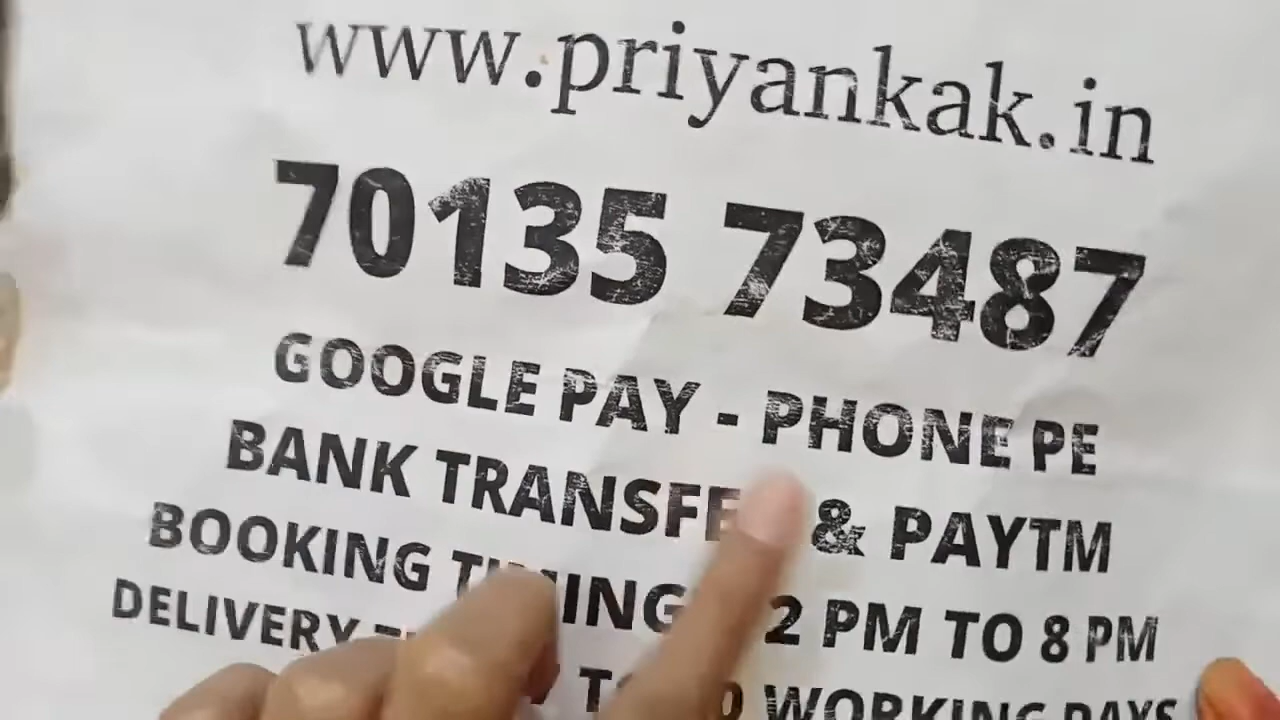 www.priyankak.in
70135 73487
GOOGLE PAY - PHONE PE
BANK TRANSFE & PAYTM
BOOKING 2 PM TO 8 PM
DELIVERY WORKING DAYS